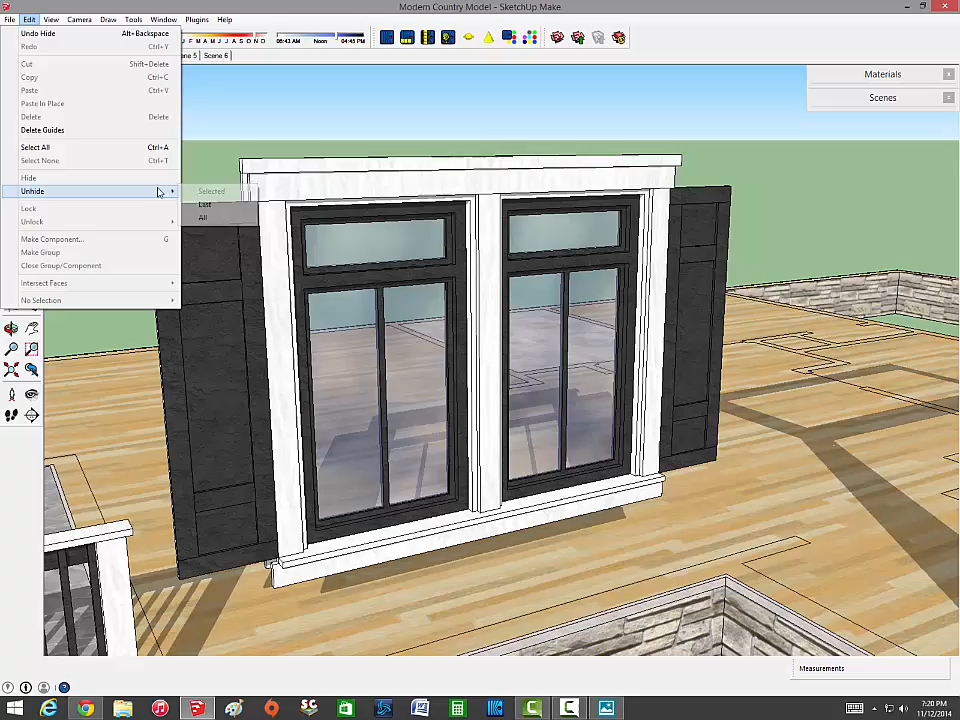 Modern Country Model - SketchUp Make
File Edit View Camera Draw Tools Window Plugins Help
Undo Hide Alt+Backspace
Redo Ctrl+Y
Cut Shift+Delete
Copy Ctrl+C
Paste Ctrl+V
Paste In Place
Delete Delete
Delete Guides
Select All Ctrl+A
Select None Ctrl+T
Hide
Unhide
Selected
Last
All
Lock
Unlock
Make Component... G
Make Group
Close Group/Component
Intersect Faces
No Selection
J F M A M J J A S O N D
06:43 AM Noon 04:45 PM
Scene 6
Materials
Scenes
Measurements
SC
7:20 PM
11/12/2014